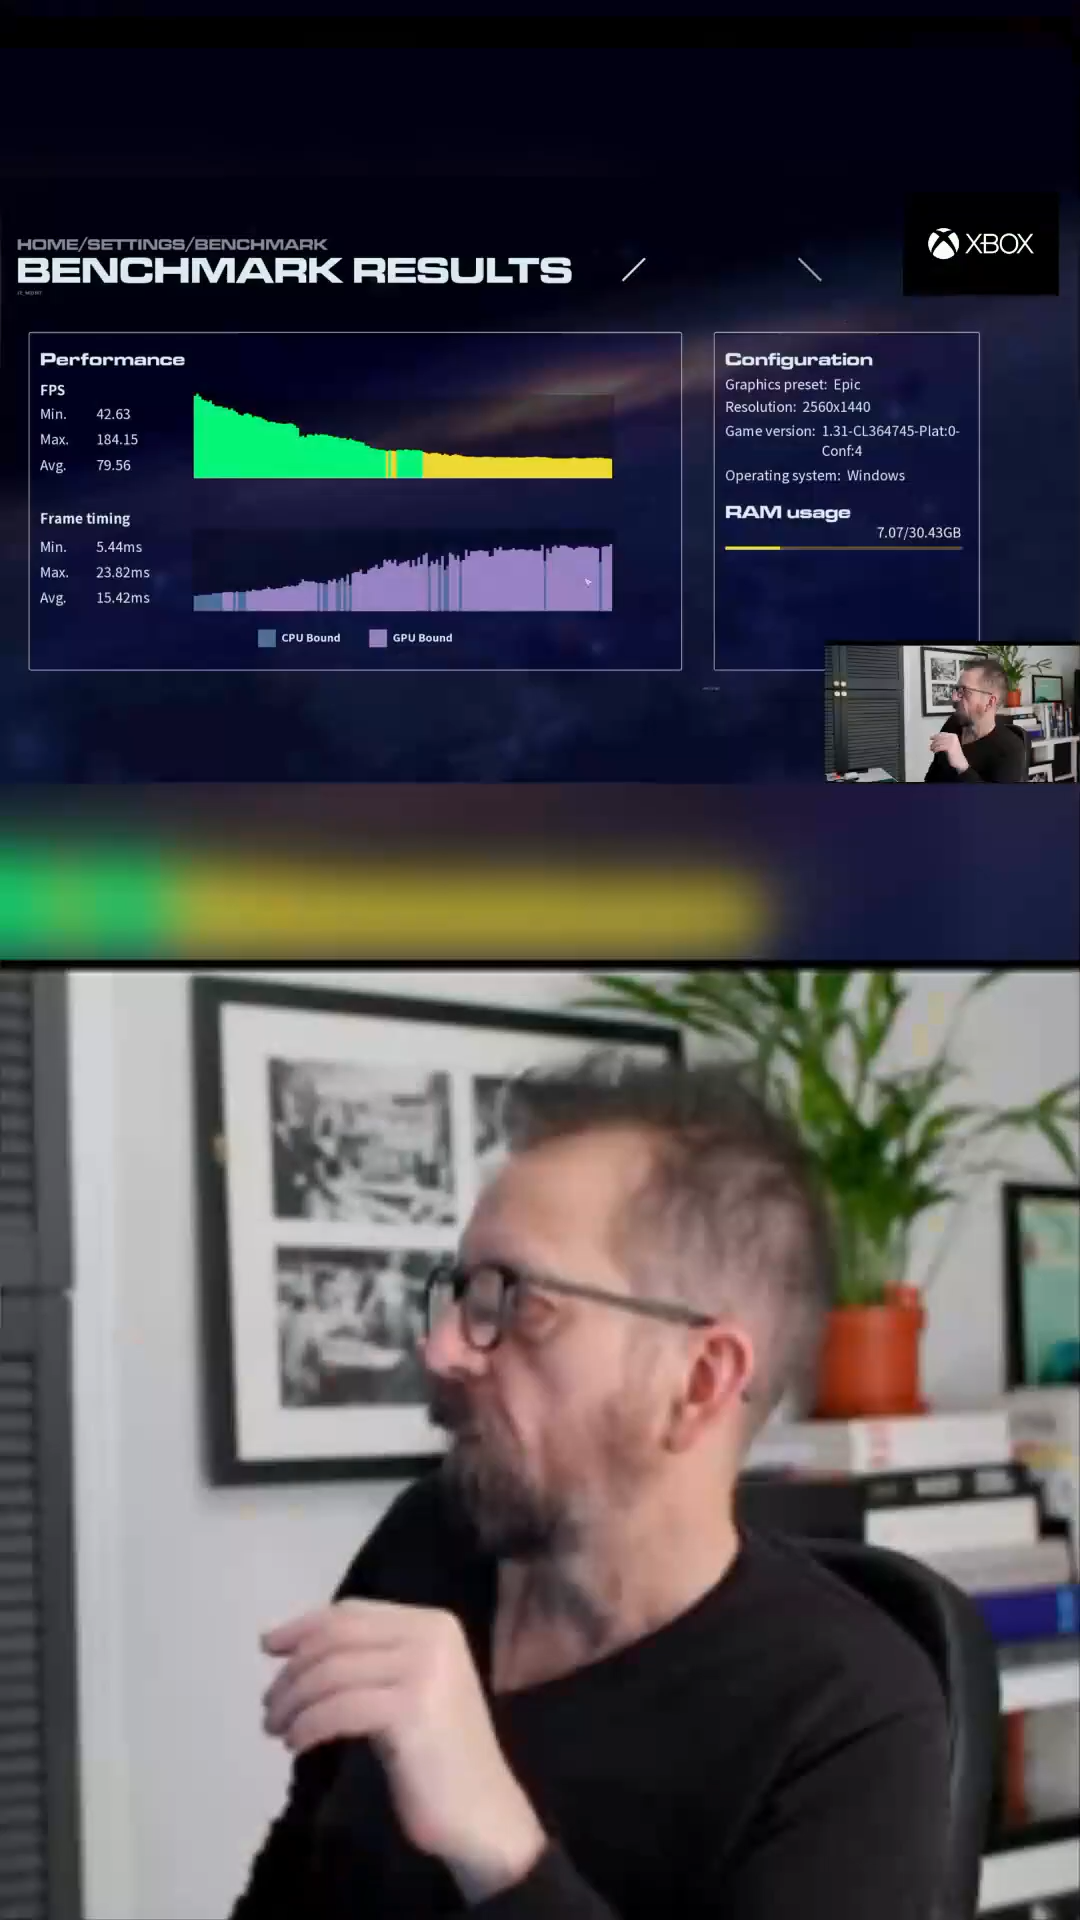 HOME/SETTINGS/BENCHMARK
BENCHMARK RESULTS
XBOX
Performance
FPS
Min. 42.63
Max. 184.15
Avg. 79.56
Frame timing
Min. 5.44ms
Max. 23.82ms
Avg. 15.42ms
CPU Bound
GPU Bound
Configuration
Graphics preset: Epic
Resolution: 2560x1440
Game version: 1.31-CL364745-Plat:0-
Conf:4
Operating system: Windows
RAM usage
7.07/30.43GB